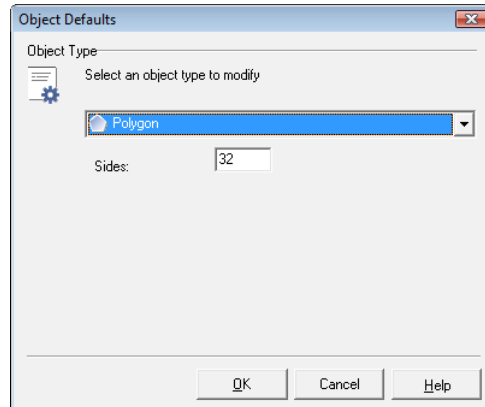 Object Defaults
Object Type
Select an object type to modify
Polygon
Sides: 32
OK Cancel Help